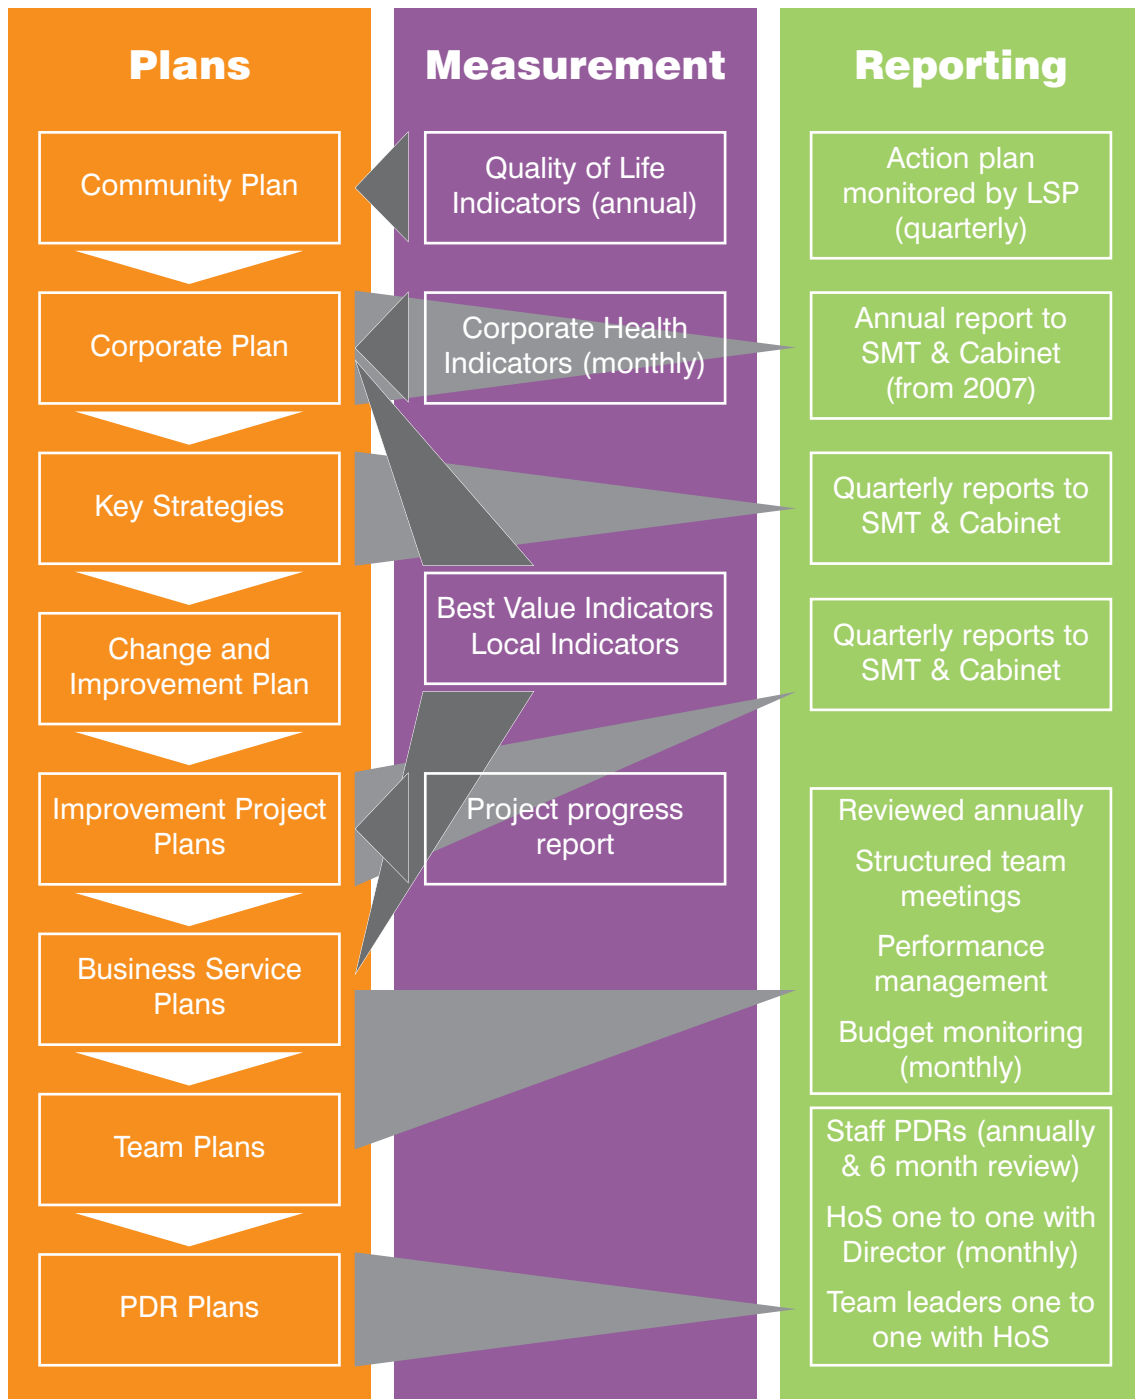 Plans
Community Plan
Corporate Plan
Key Strategies
Change and
Improvement Plan
Improvement Project
Plans
Business Service
Plans
Team Plans
PDR Plans
Measurement
Quality of Life
Indicators (annual)
Corporate Health
Indicators (monthly)
Best Value Indicators
Local Indicators
Project progress
report
Reporting
Action plan
monitored by LSP
(quarterly)
Annual report to
SMT & Cabinet
(from 2007)
Quarterly reports to
SMT & Cabinet
Quarterly reports to
SMT & Cabinet
Reviewed annually
Structured team
meetings
Performance
management
Budget monitoring
(monthly)
Staff PDRs (annually
& 6 month review)
HoS one to one with
Director (monthly)
Team leaders one to
one with HoS